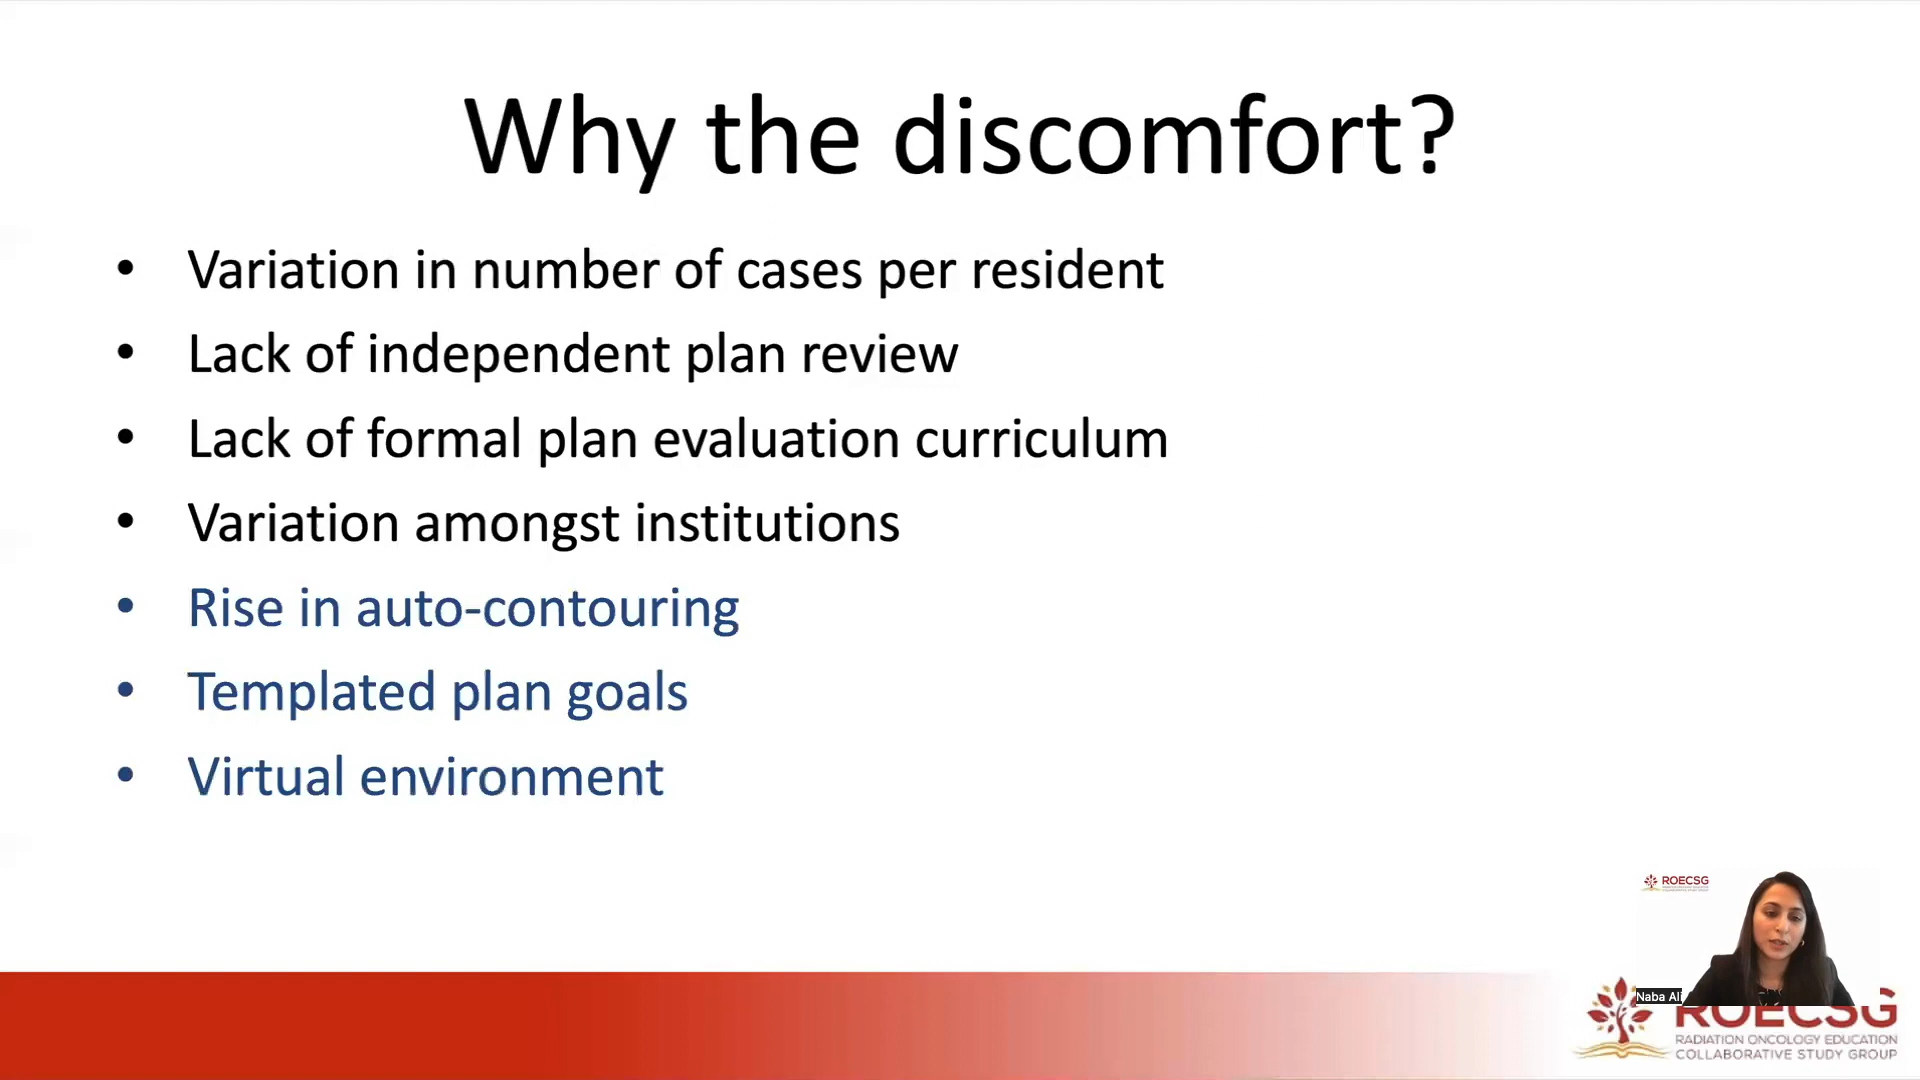 Why the discomfort?
• Variation in number of cases per resident
• Lack of independent plan review
• Lack of formal plan evaluation curriculum
• Variation amongst institutions
• Rise in auto-contouring
• Templated plan goals
• Virtual environment
ROECSG
Naba Ali
ROECSG
RADIATION ONCOLOGY EDUCATION
COLLABORATIVE STUDY GROUP